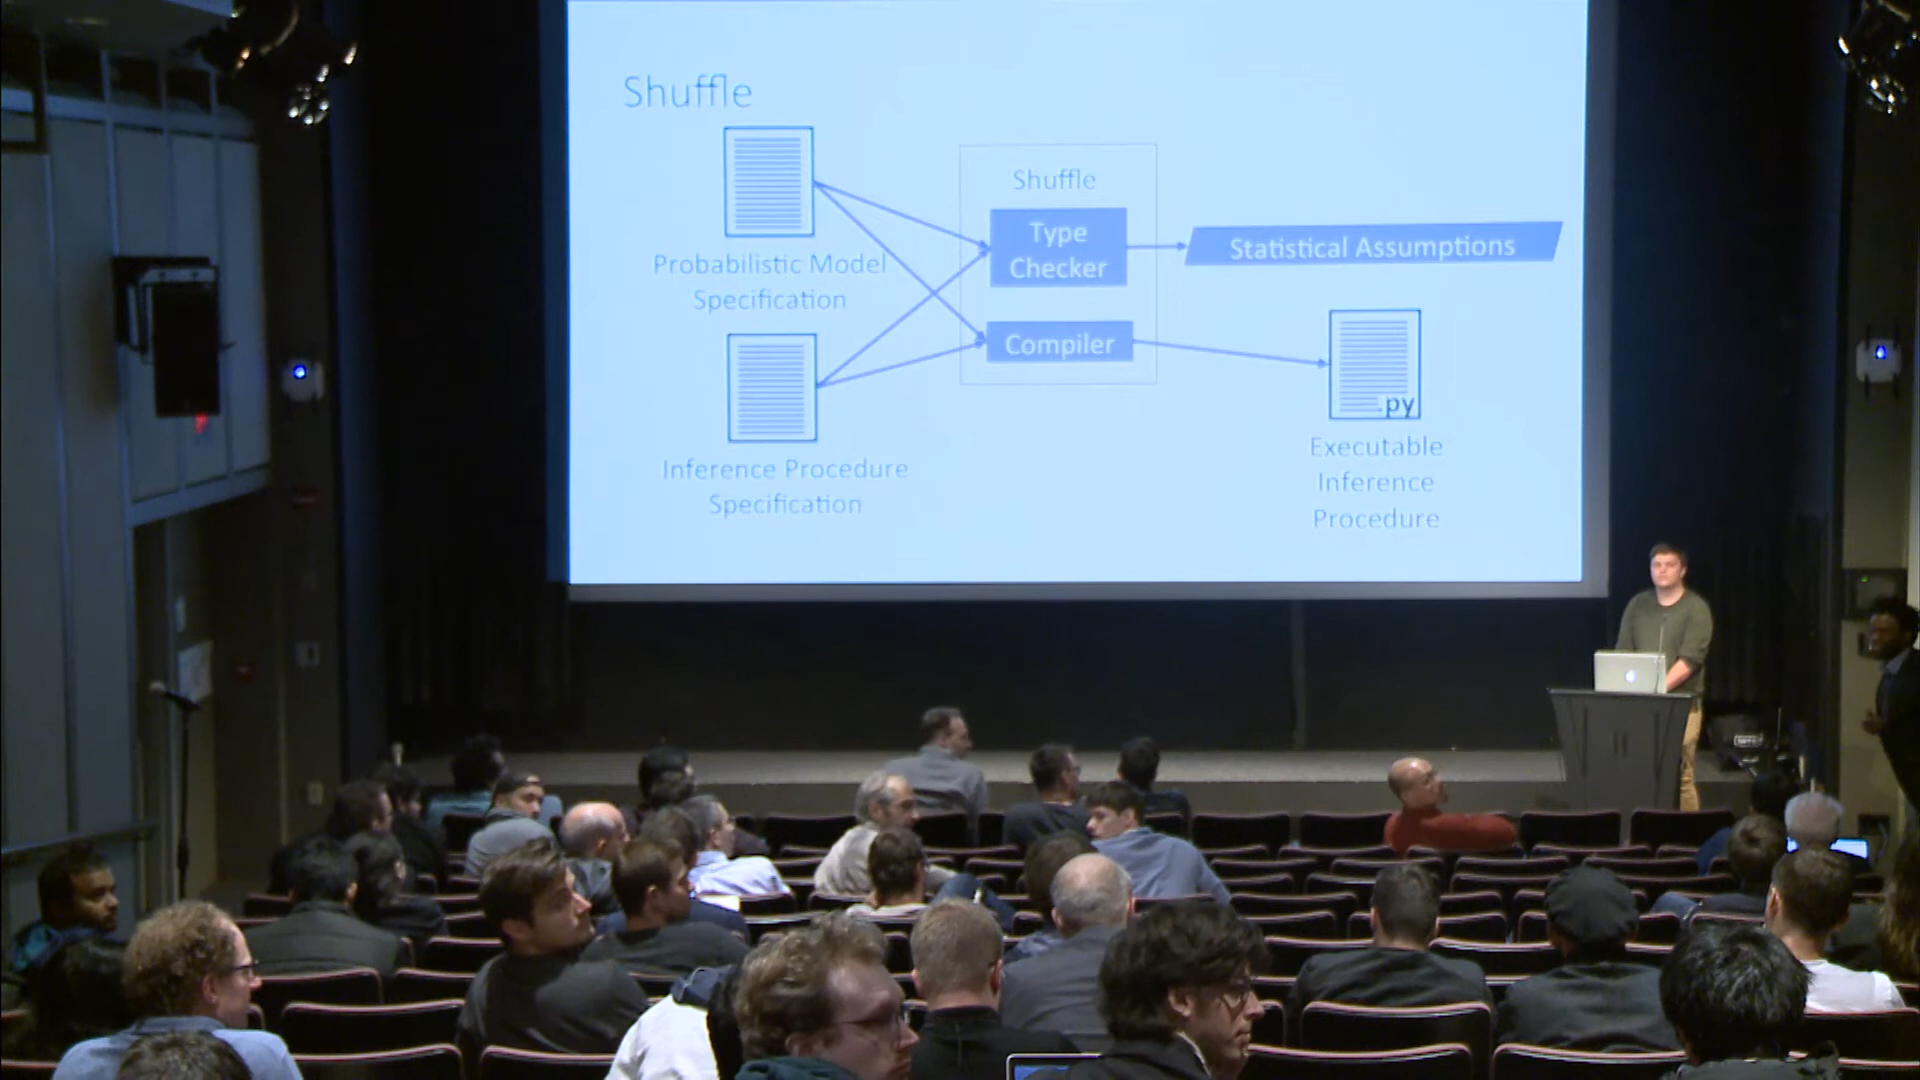 Shuffle
Probabilistic Model
Specification
Inference Procedure
Specification
Shuffle
Type
Checker
Compiler
Statistical Assumptions
.py
Executable
Inference
Procedure